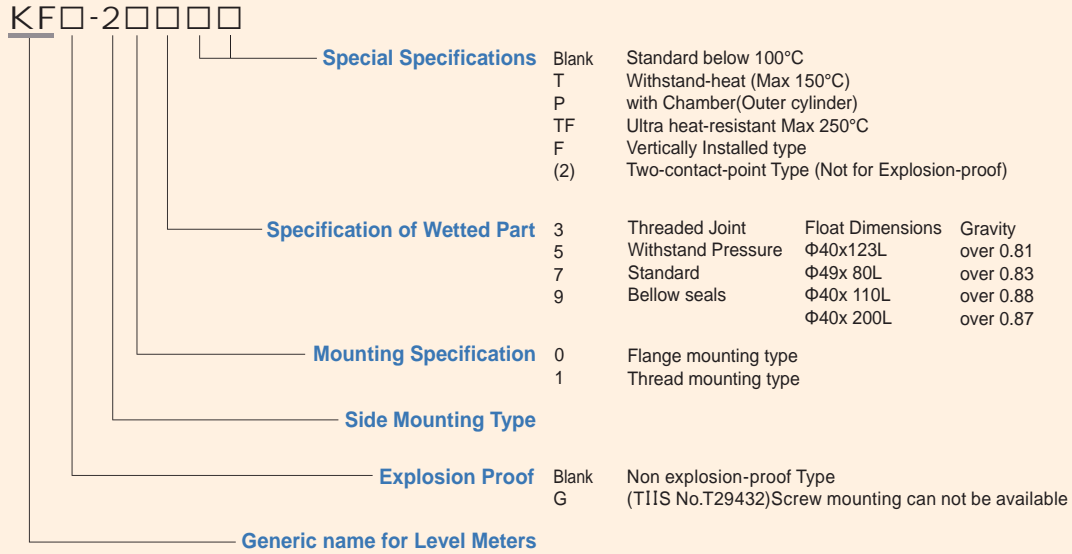 KF□-2□□□□
Special Specifications Blank Standard below 100°C
T Withstand-heat (Max 150°C)
P with Chamber(Outer cylinder)
TF Ultra heat-resistant Max 250°C
F Vertically Installed type
(2) Two-contact-point Type (Not for Explosion-proof)
Specification of Wetted Part 3 Threaded Joint Float Dimensions Gravity
5 Withstand Pressure Φ40x123L over 0.81
7 Standard Φ49x 80L over 0.83
9 Bellow seals Φ40x 110L over 0.88
Φ40x 200L over 0.87
Mounting Specification 0 Flange mounting type
1 Thread mounting type
Side Mounting Type
Explosion Proof Blank Non explosion-proof Type
G (TIIS No.T29432)Screw mounting can not be available
Generic name for Level Meters